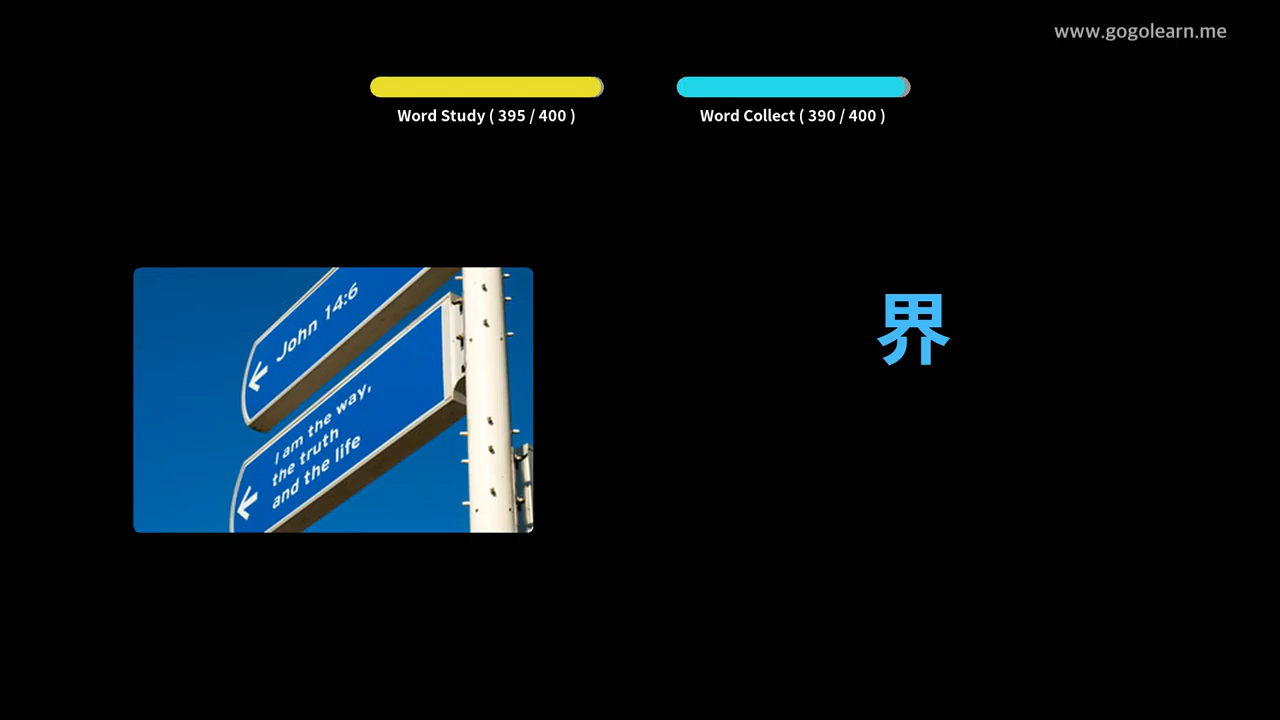 www.gogolearn.me
Word Study ( 395 / 400 )
Word Collect ( 390 / 400 )
John 14:6
I am the way,
the truth
and the life
界